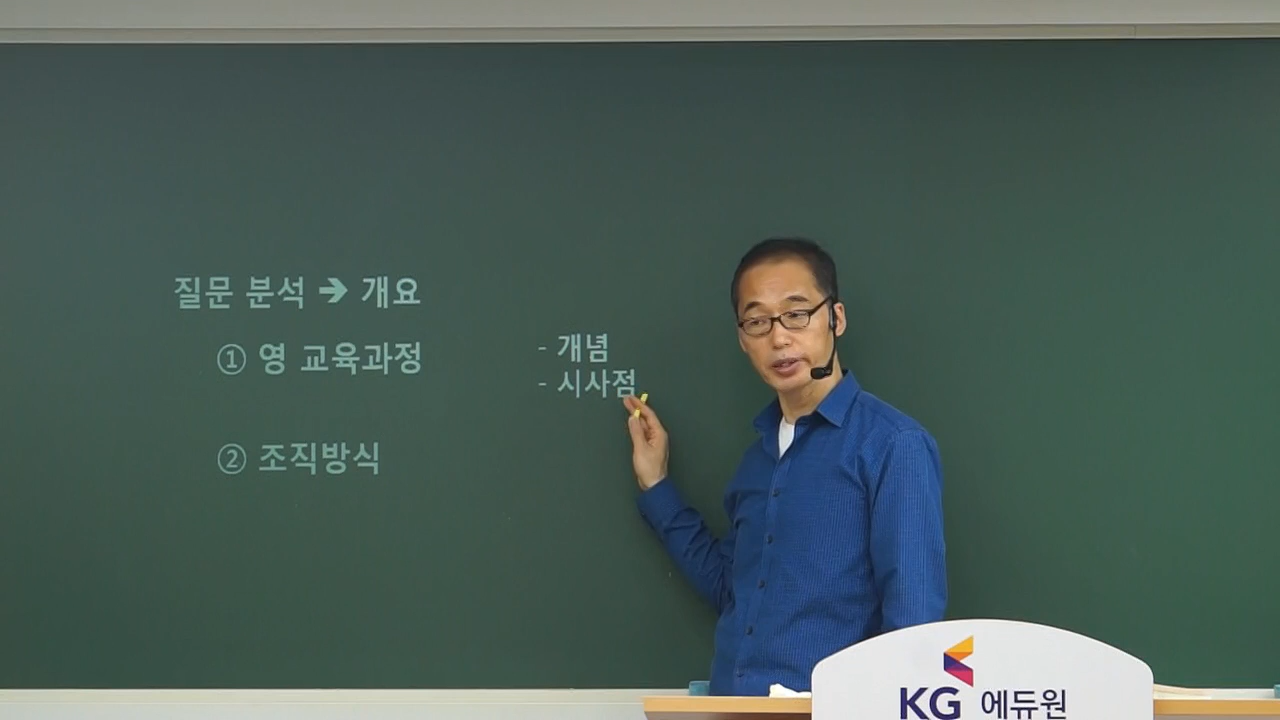 질문 분석 ➔ 개요
① 영 교육과정
- 개념
- 시사점
② 조직방식
KG 에듀원